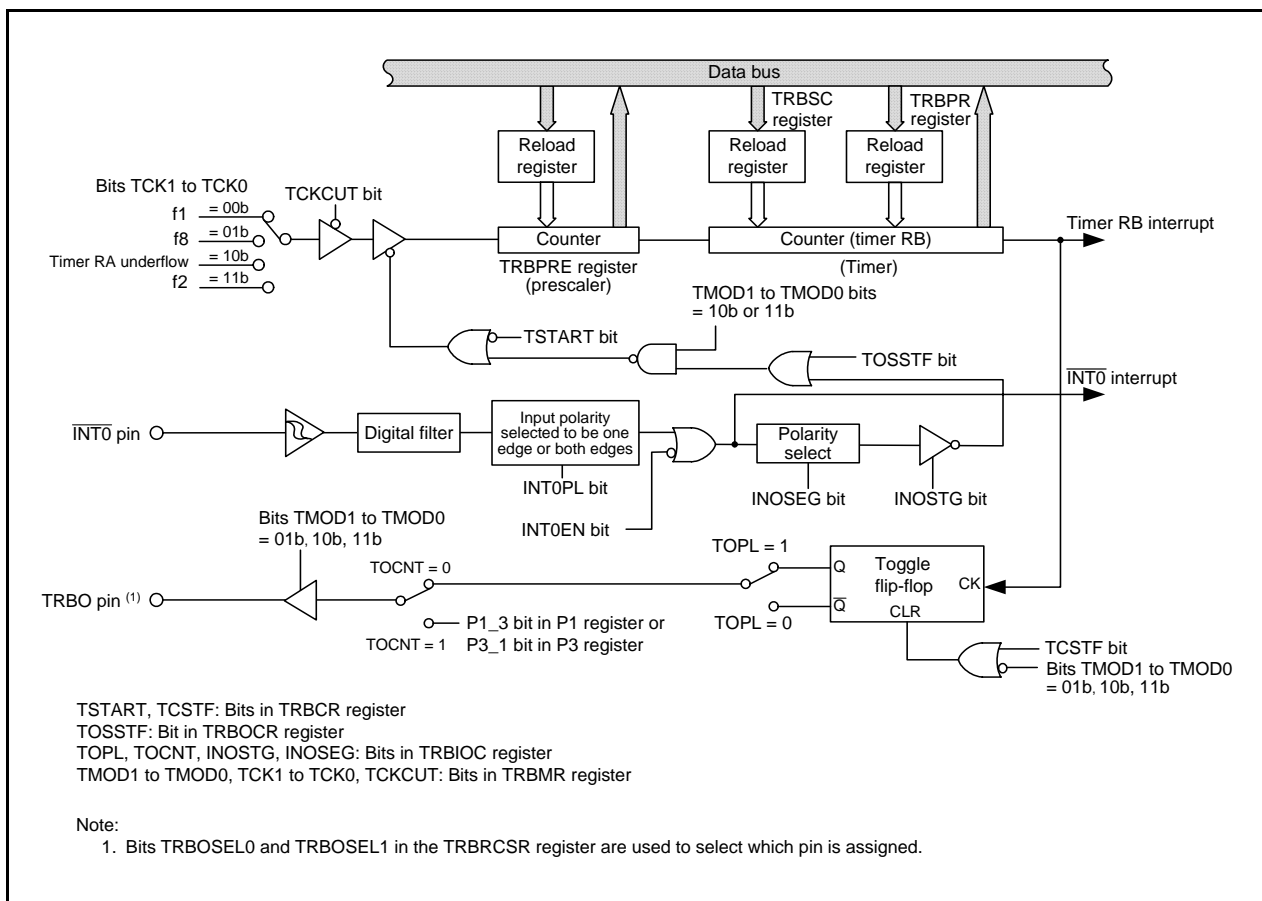 Data bus
TRBSC
register
TRBPR
register
Reload
register
Reload
register
Reload
register
Bits TCK1 to TCK0
TCKCUT bit
f1
= 00b
f8
= 01b
Timer RA underflow
= 10b
f2
= 11b
Counter
TRBPRE register
(prescaler)
Counter (timer RB)
(Timer)
Timer RB interrupt
TMOD1 to TMOD0 bits
= 10b or 11b
TSTART bit
TOSSTF bit
INT0 interrupt
INT0 pin
Digital filter
Input polarity
selected to be one
edge or both edges
INT0PL bit
INT0EN bit
Polarity
select
INOSEG bit
INOSTG bit
Bits TMOD1 to TMOD0
= 01b, 10b, 11b
TRBO pin (1)
TOCNT = 0
TOCNT = 1
P1_3 bit in P1 register or
P3_1 bit in P3 register
TOPL = 1
TOPL = 0
Q
Q
Toggle
flip-flop
CK
CLR
TCSTF bit
Bits TMOD1 to TMOD0
= 01b, 10b, 11b
TSTART, TCSTF: Bits in TRBCR register
TOSSTF: Bit in TRBOCR register
TOPL, TOCNT, INOSTG, INOSEG: Bits in TRBIOC register
TMOD1 to TMOD0, TCK1 to TCK0, TCKCUT: Bits in TRBMR register
Note:
1. Bits TRBOSEL0 and TRBOSEL1 in the TRBRCSR register are used to select which pin is assigned.